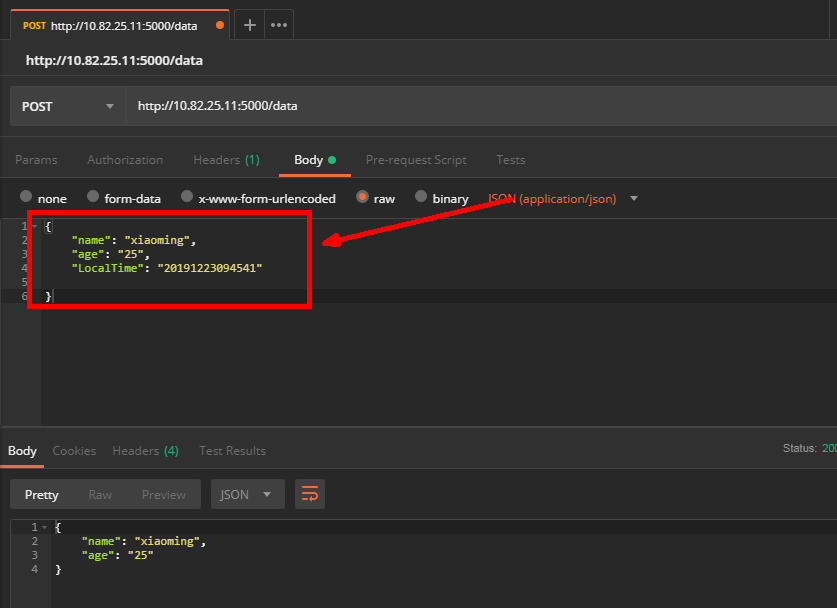 POST http://10.82.25.11:5000/data
http://10.82.25.11:5000/data
POST http://10.82.25.11:5000/data
Params Authorization Headers (1) Body Pre-request Script Tests
none form-data x-www-form-urlencoded raw binary JSON (application/json)
1 {
2 "name": "xiaoming",
3 "age": "25",
4 "LocalTime": "20191223094541"
5
6 }
Body Cookies Headers (4) Test Results Status: 200
Pretty Raw Preview JSON
1 {
2 "name": "xiaoming",
3 "age": "25"
4 }